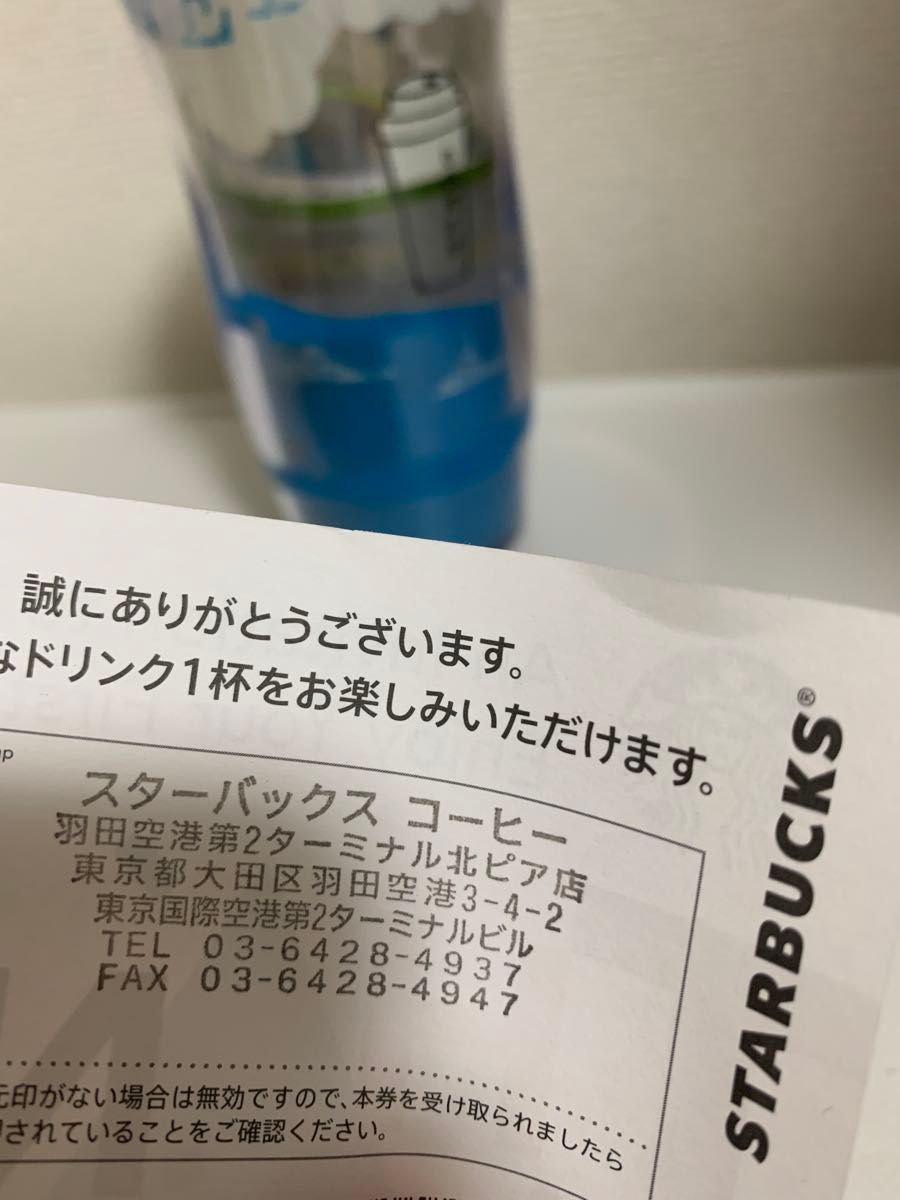 誠にありがとうございます。
なドリンク1杯をお楽しみいただけます。
スターバックス コーヒー
羽田空港第2ターミナル北ピア店
東京都大田区羽田空港3-4-2
東京国際空港第2ターミナルビル
TEL 03-6428-4937
FAX 03-6428-4947
元印がない場合は無効ですので、本券を受け取られましたら
されていることをご確認ください。
STARBUCKS®